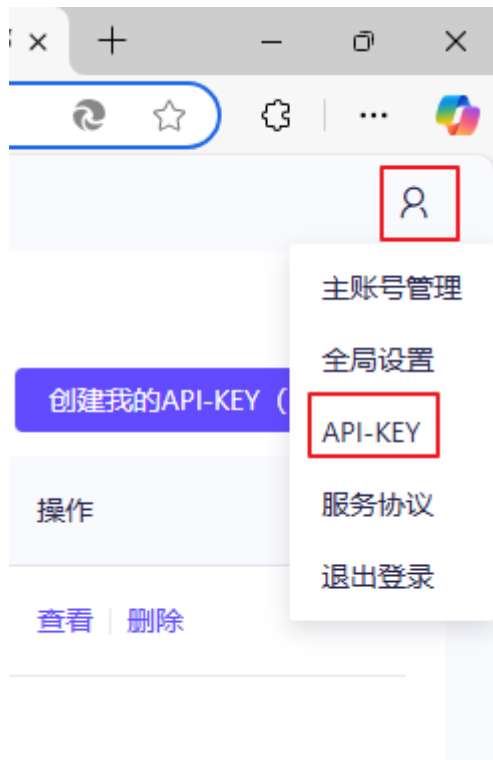 主账号管理
全局设置
创建我的API-KEY（
API-KEY
操作
服务协议
退出登录
查看
删除